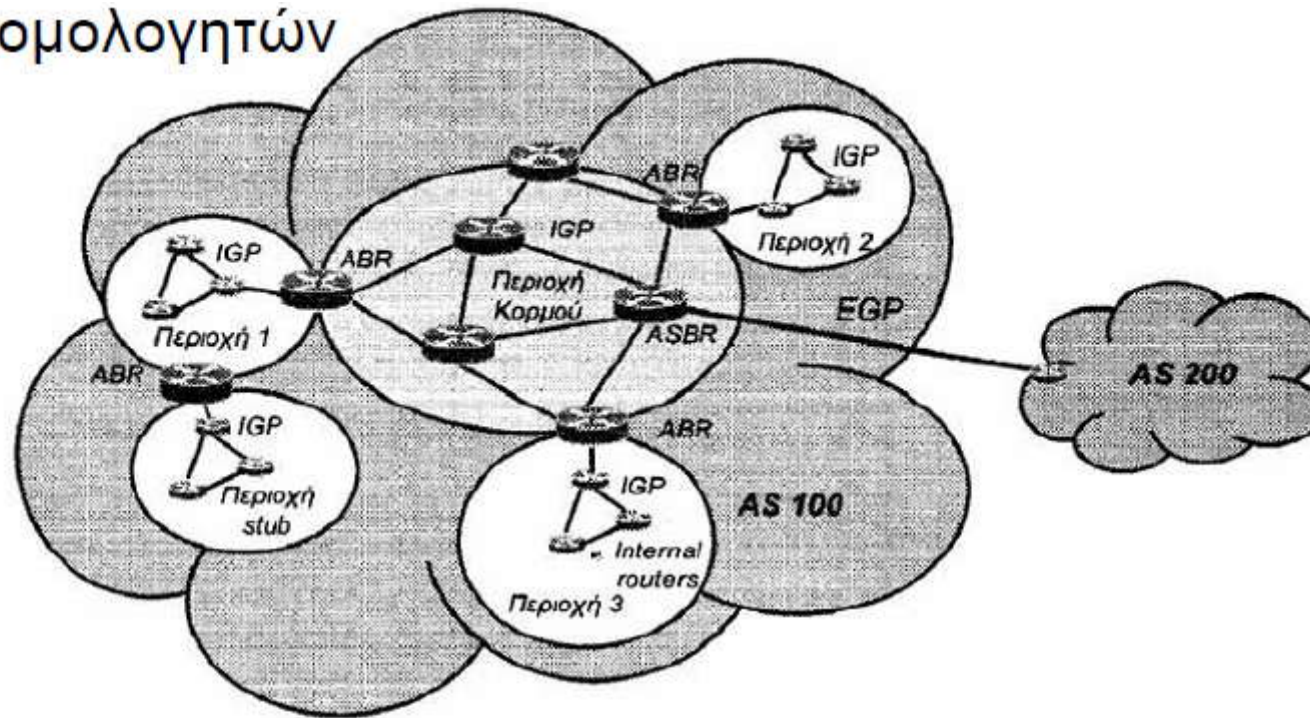 ομολογητών
ABR
IGP
IGP
Περιοχή 2
IGP
ABR
Περιοχή
Κορμού
EGP
Περιοχή 1
ASBR
ABR
AS 200
IGP
ABR
Περιοχή
stub
IGP
AS 100
Internal
routers
Περιοχή 3